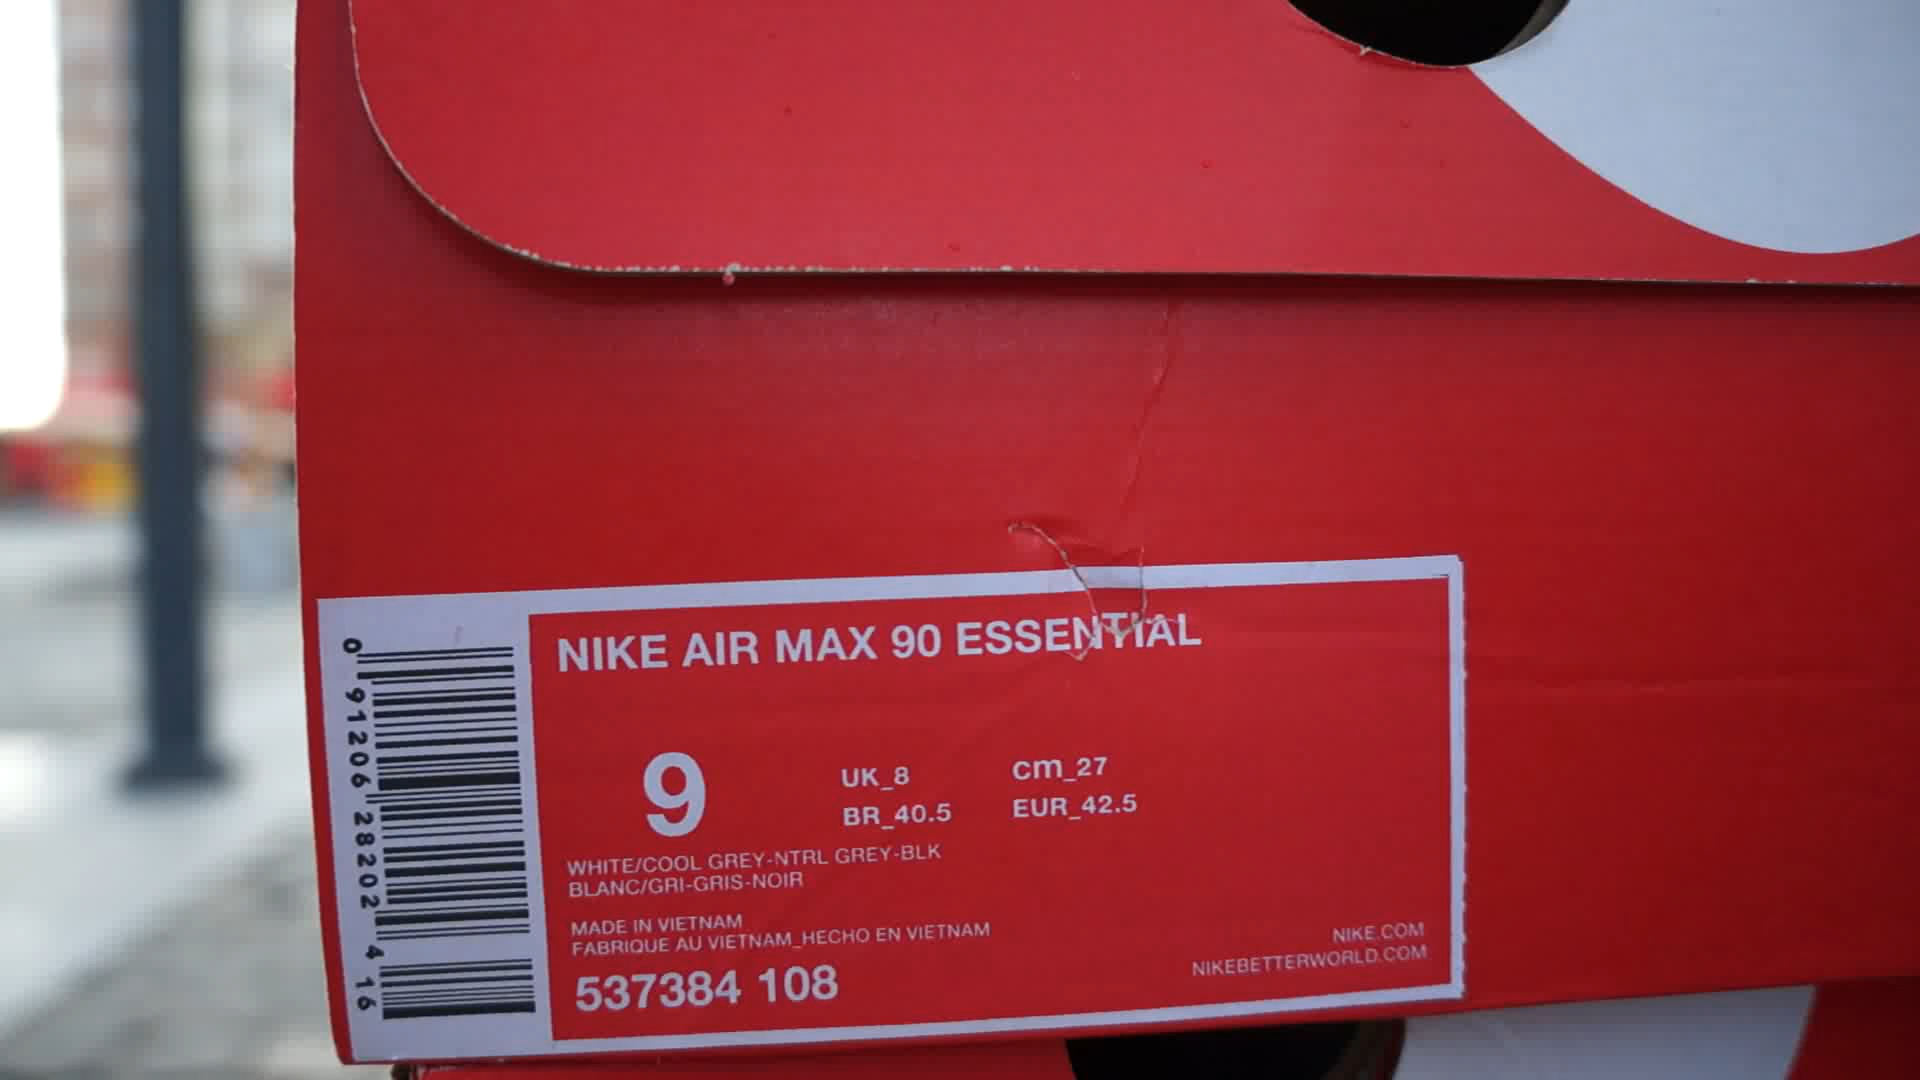 NIKE AIR MAX 90 ESSENTIAL
9
UK_8
cm_27
BR_40.5
EUR_42.5
WHITE/COOL GREY-NTRL GREY-BLK
BLANC/GRI-GRIS-NOIR
MADE IN VIETNAM
FABRIQUE AU VIETNAM_HECHO EN VIETNAM
537384 108
NIKE.COM
NIKEBETTERWORLD.COM
0 91206 28202 4 16